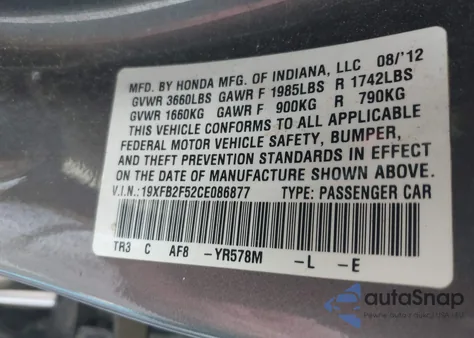 MFD. BY HONDA MFG. OF INDIANA, LLC 08/'12
GVWR 3660LBS GAWR F 1985LBS R 1742LBS
GVWR 1660KG GAWR F 900KG R 790KG
THIS VEHICLE CONFORMS TO ALL APPLICABLE
FEDERAL MOTOR VEHICLE SAFETY, BUMPER,
AND THEFT PREVENTION STANDARDS IN EFFECT
ON THE DATE OF MANUFACTURE SHOWN ABOVE.
V.I.N.:19XFB2F52CE086877 TYPE: PASSENGER CAR
TR3 C AF8 -YR578M -L -E
autoSnap